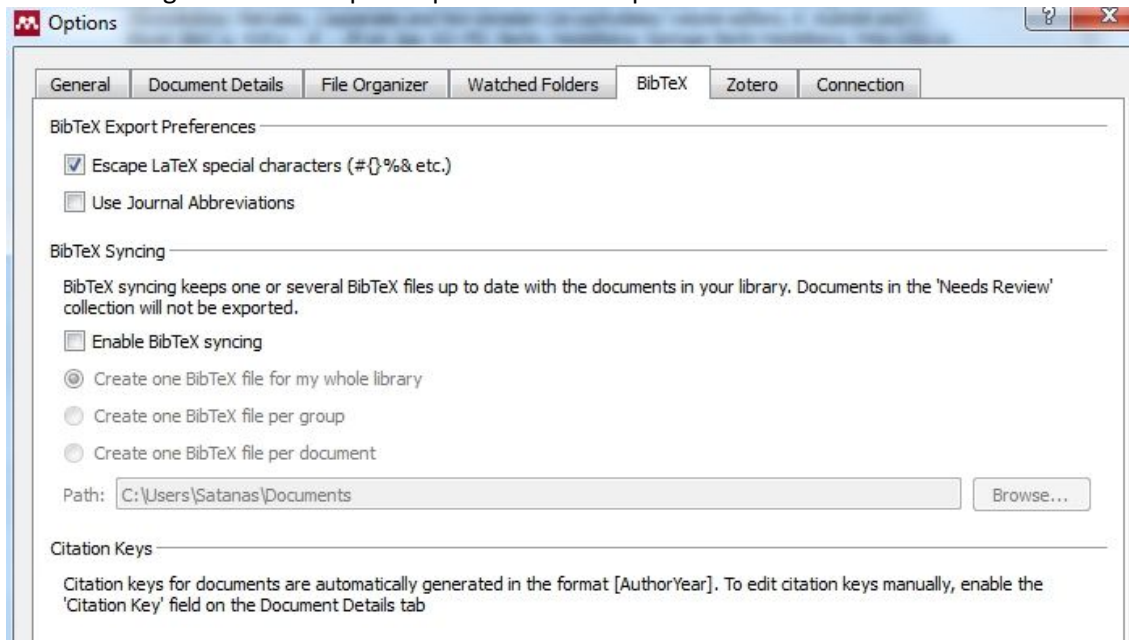 Options
General Document Details File Organizer Watched Folders BibTeX Zotero Connection
BibTeX Export Preferences
Escape LaTeX special characters (#{}%& etc.)
Use Journal Abbreviations
BibTeX Syncing
BibTeX syncing keeps one or several BibTeX files up to date with the documents in your library. Documents in the 'Needs Review'
collection will not be exported.
Enable BibTeX syncing
Create one BibTeX file for my whole library
Create one BibTeX file per group
Create one BibTeX file per document
Path: C:\Users\Satanas\Documents Browse...
Citation Keys
Citation keys for documents are automatically generated in the format [AuthorYear]. To edit citation keys manually, enable the
'Citation Key' field on the Document Details tab